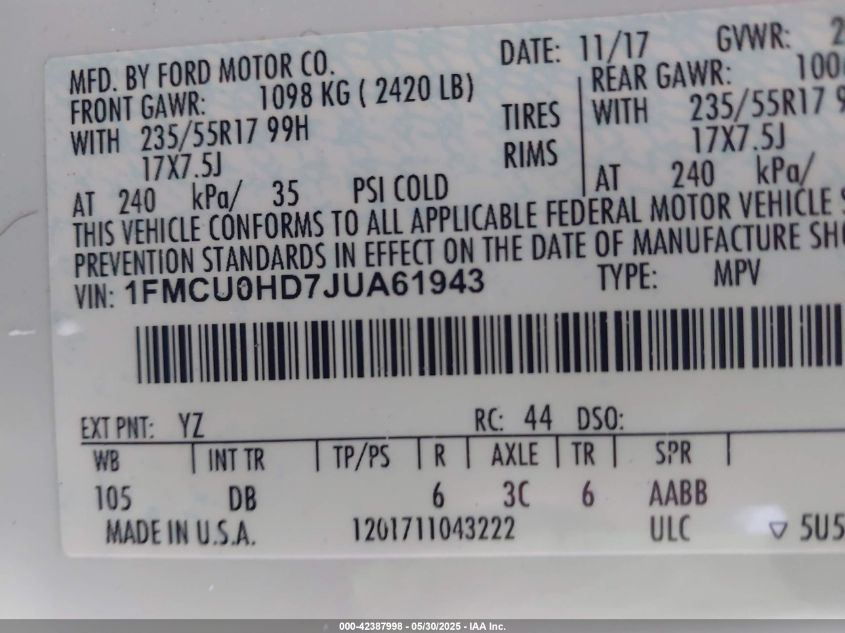 MFD. BY FORD MOTOR CO. DATE: 11/17 GVWR:
FRONT GAWR: 1098 KG ( 2420 LB) REAR GAWR:
WITH 235/55R17 99H TIRES WITH 235/55R17
17X7.5J RIMS 17X7.5J
AT 240 kPa/ 35 PSI COLD AT 240 kPa/
THIS VEHICLE CONFORMS TO ALL APPLICABLE FEDERAL MOTOR VEHICLE
PREVENTION STANDARDS IN EFFECT ON THE DATE OF MANUFACTURE
VIN: 1FMCU0HD7JUA61943 TYPE: MPV
EXT PNT: YZ RC: 44 DSO:
WB INT TR TP/PS R AXLE TR SPR
105 DB 6 3C 6 AABB
MADE IN U.S.A. 1201711043222 ULC ▽ 5U5
000-42387998 - 05/30/2025 - IAA Inc.